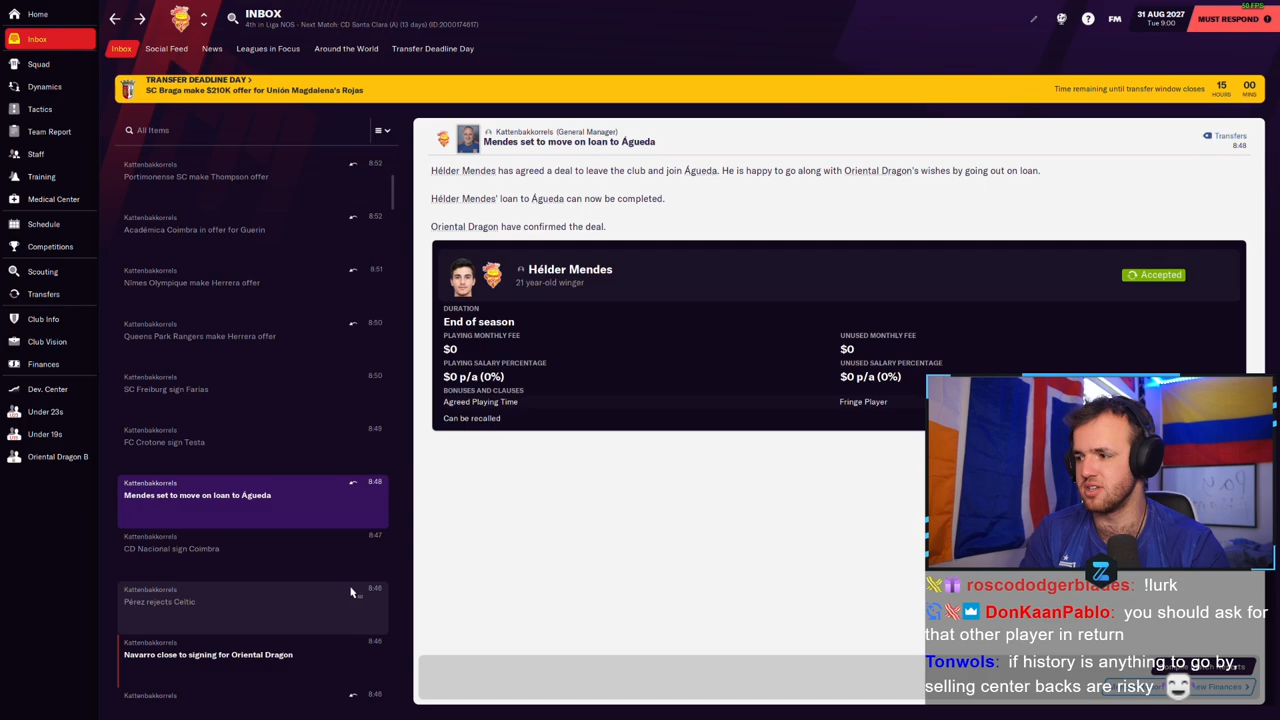 Home
Inbox
Squad
Dynamics
Tactics
Team Report
Staff
Training
Medical Center
Schedule
Competitions
Scouting
Transfers
Club Info
Club Vision
Finances
Dev. Center
Under 23s
Under 19s
Oriental Dragon B
INBOX
4th in Liga NOS - Next Match: CD Santa Clara (A) (13 days) (ID:2000174617)
FM
31 AUG 2027
Tue 9:00
50 FPS
MUST RESPOND
Inbox
Social Feed
News
Leagues in Focus
Around the World
Transfer Deadline Day
TRANSFER DEADLINE DAY >
SC Braga make $210K offer for Unión Magdalena's Rojas
Time remaining until transfer window closes
15
HOURS
00
MINS
All Items
Kattenbakkorrels
8:52
Portimonense SC make Thompson offer
Kattenbakkorrels
8:52
Académica Coimbra in offer for Guerin
Kattenbakkorrels
8:51
Nîmes Olympique make Herrera offer
Kattenbakkorrels
8:50
Queens Park Rangers make Herrera offer
Kattenbakkorrels
8:50
SC Freiburg sign Farías
Kattenbakkorrels
8:49
FC Crotone sign Testa
Kattenbakkorrels
8:48
Mendes set to move on loan to Águeda
Kattenbakkorrels
8:47
CD Nacional sign Coimbra
Kattenbakkorrels
8:46
Pérez rejects Celtic
Kattenbakkorrels
8:46
Navarro close to signing for Oriental Dragon
Kattenbakkorrels
8:46
Kattenbakkorrels (General Manager)
Mendes set to move on loan to Águeda
Transfers
8:48
Hélder Mendes has agreed a deal to leave the club and join Águeda. He is happy to go along with Oriental Dragon's wishes by going out on loan.
Hélder Mendes' loan to Águeda can now be completed.
Oriental Dragon have confirmed the deal.
Hélder Mendes
21 year-old winger
Accepted
DURATION
End of season
PLAYING MONTHLY FEE
$0
UNUSED MONTHLY FEE
$0
PLAYING SALARY PERCENTAGE
$0 p/a (0%)
UNUSED SALARY PERCENTAGE
$0 p/a (0%)
BONUSES AND CLAUSES
Agreed Playing Time
Fringe Player
Can be recalled
roscododgerblades: !lurk
DonKaanPablo: you should ask for
that other player in return
Tonwols: if history is anything to go by,
selling center backs are risky